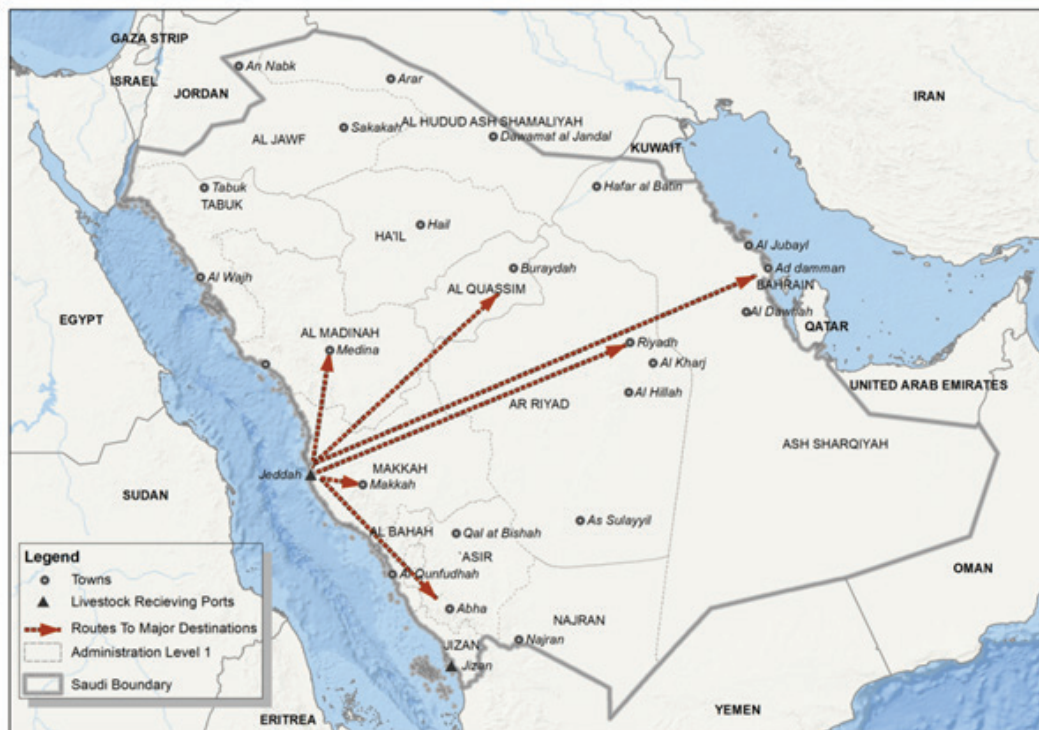 GAZA STRIP
An Nabk
ISRAEL
Arar
IRAN
JORDAN
AL HUDUD ASH SHAMALIYAH
Sakakah
Dawamat al Jandal
AL JAWF
KUWAIT
Tabuk
Hafar al Batin
TABUK
Hail
HA'IL
Al Jubayl
Al Wajh
Buraydah
Ad damman
AL QUASSIM
BAHRAIN
EGYPT
Al Dawhah
AL MADINAH
QATAR
Medina
Riyadh
Al Kharj
UNITED ARAB EMIRATES
Al Hillah
AR RIYAD
ASH SHARQIYAH
MAKKAH
Jeddah
Makkah
SUDAN
As Sulayyil
AL BAHAH
Qal at Bishah
`ASIR
OMAN
Al Qunfudhah
Abha
NAJRAN
JIZAN
Najran
Jizan
YEMEN
ERITREA
Legend
Towns
Livestock Recieving Ports
Routes To Major Destinations
Administration Level 1
Saudi Boundary